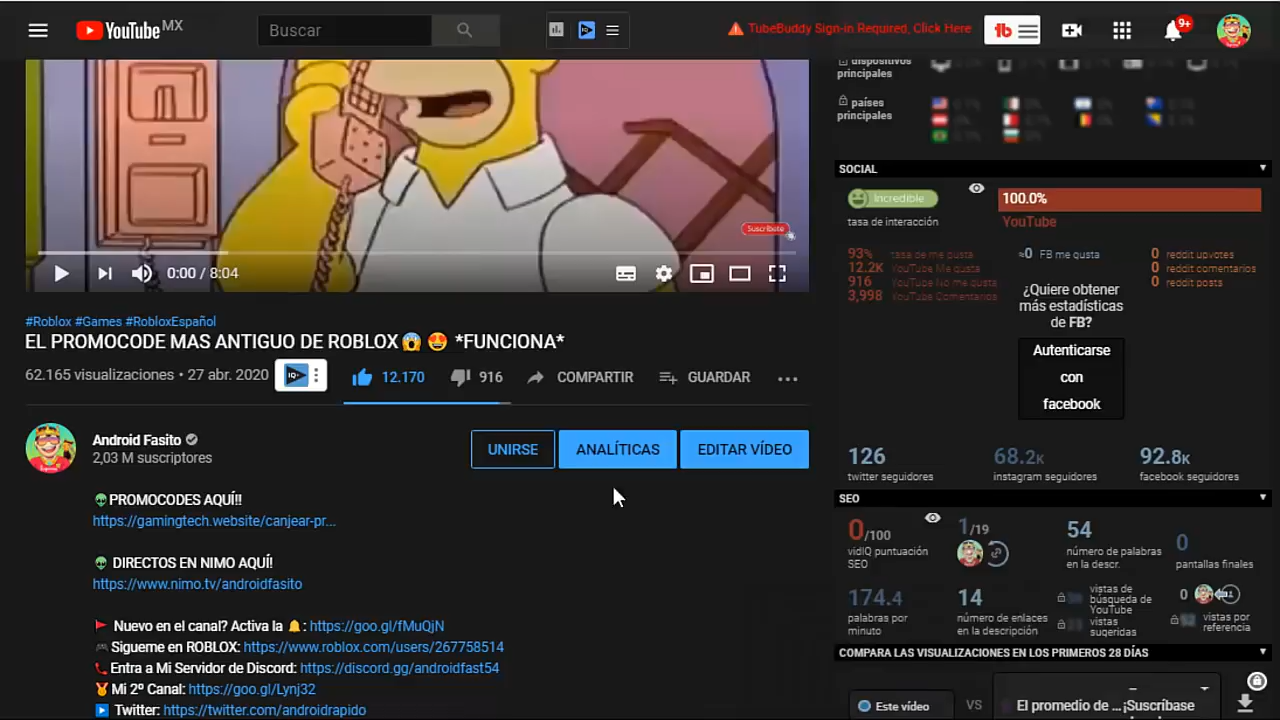 YouTube MX
Buscar
TubeBuddy Sign-in Required, Click Here
tb
9+
Suscríbete
0:00 / 8:04
#Roblox #Games #RobloxEspañol
EL PROMOCODE MAS ANTIGUO DE ROBLOX😱 🤩 *FUNCIONA*
62.165 visualizaciones • 27 abr. 2020
IQ
12.170
916
COMPARTIR
GUARDAR
Android Fasito
2,03 M suscriptores
UNIRSE
ANALÍTICAS
EDITAR VÍDEO
👽PROMOCODES AQUÍ!!
https://gamingtech.website/canjear-pr...
👽 DIRECTOS EN NIMO AQUÍ!
https://www.nimo.tv/androidfasito
🚩 Nuevo en el canal? Activa la 🔔: https://goo.gl/fMuQjN
🎮Sigueme en ROBLOX: https://www.roblox.com/users/267758514
📞Entra a Mi Servidor de Discord: https://discord.gg/androidfast54
🏅Mi 2º Canal: https://goo.gl/Lynj32
▶ Twitter: https://twitter.com/androidrapido
dispositivos
principales
países
principales
SOCIAL
Incredible
tasa de interacción
100.0%
YouTube
93% tasa de me gusta
12.2K YouTube Me gusta
916 YouTube No me gusta
3,998 YouTube Comentarios
≈0 FB me gusta
¿Quiere obtener
más estadísticas
de FB?
Autenticarse
con
facebook
0 reddit upvotes
0 reddit comentarios
0 reddit posts
126
twitter seguidores
68.2K
instagram seguidores
92.8K
facebook seguidores
SEO
0/100
vidIQ puntuación
SEO
1/19
54
número de palabras
en la descr.
0
pantallas finales
174.4
palabras por
minuto
14
número de enlaces
en la descripción
vistas de
búsqueda de
YouTube
vistas
sugeridas
0
vistas por
referencia
COMPARA LAS VISUALIZACIONES EN LOS PRIMEROS 28 DÍAS
Este vídeo
VS
El promedio de ...¡Suscríbase